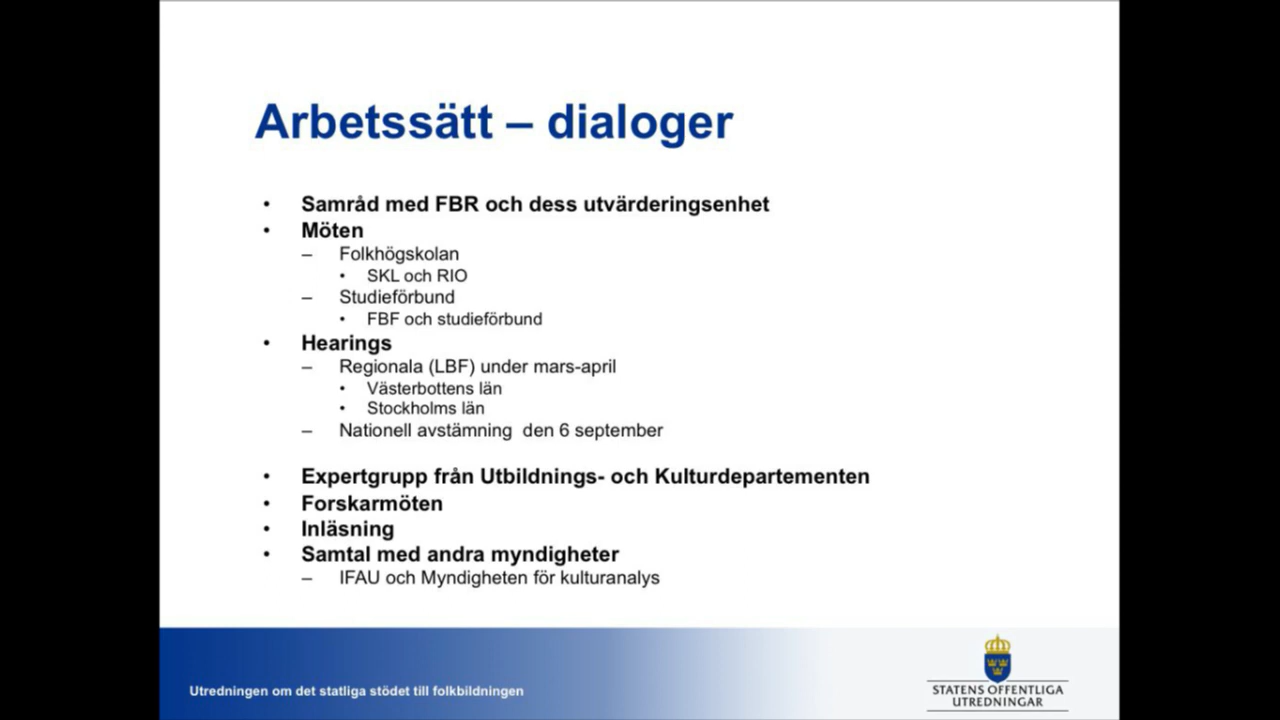 Arbetssätt – dialoger
• Samråd med FBR och dess utvärderingsenhet
• Möten
– Folkhögskolan
• SKL och RIO
– Studieförbund
• FBF och studieförbund
• Hearings
– Regionala (LBF) under mars-april
• Västerbottens län
• Stockholms län
– Nationell avstämning den 6 september
• Expertgrupp från Utbildnings- och Kulturdepartementen
• Forskarmöten
• Inläsning
• Samtal med andra myndigheter
– IFAU och Myndigheten för kulturanalys
Utredningen om det statliga stödet till folkbildningen
STATENS OFFENTLIGA
UTREDNINGAR